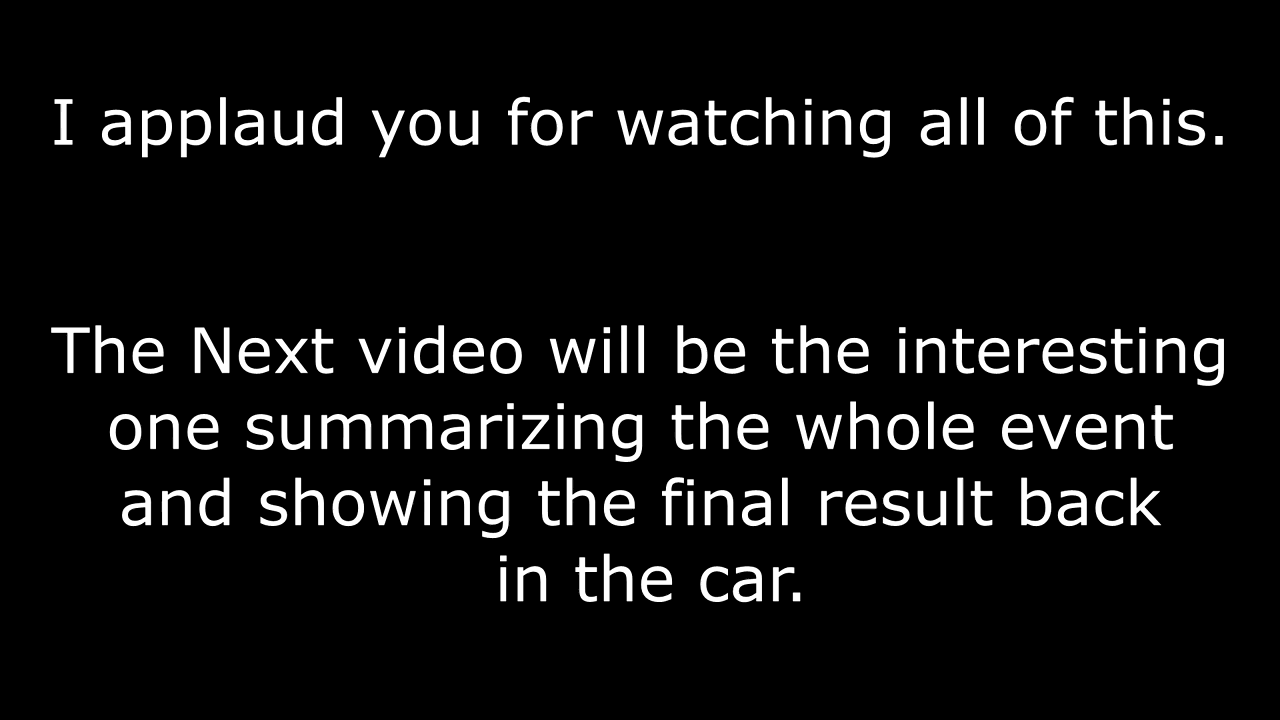 I applaud you for watching all of this.
The Next video will be the interesting
one summarizing the whole event
and showing the final result back
in the car.